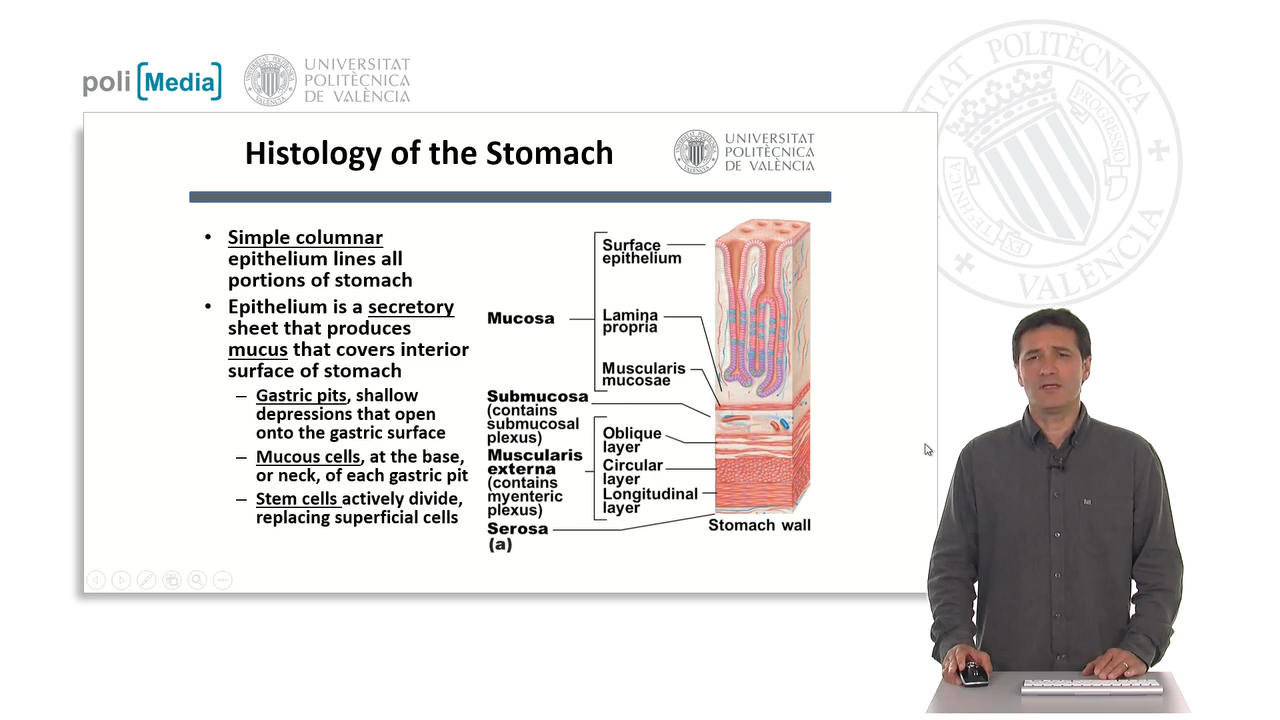 poli [Media]
UNIVERSITAT
POLITÈCNICA
DE VALÈNCIA
Histology of the Stomach
UNIVERSITAT
POLITÈCNICA
DE VALÈNCIA
• Simple columnar
epithelium lines all
portions of stomach
• Epithelium is a secretory
sheet that produces
mucus that covers interior
surface of stomach
– Gastric pits, shallow
depressions that open
onto the gastric surface
– Mucous cells, at the base,
or neck, of each gastric pit
– Stem cells actively divide,
replacing superficial cells
Mucosa
Surface
epithelium
Lamina
propria
Muscularis
mucosae
Submucosa
(contains
submucosal
plexus)
Muscularis
externa
(contains
myenteric
plexus)
Oblique
layer
Circular
layer
Longitudinal
layer
Serosa
(a)
Stomach wall
TAT POLITÈCNICA
VALÈNCIA
PROGRESSIO